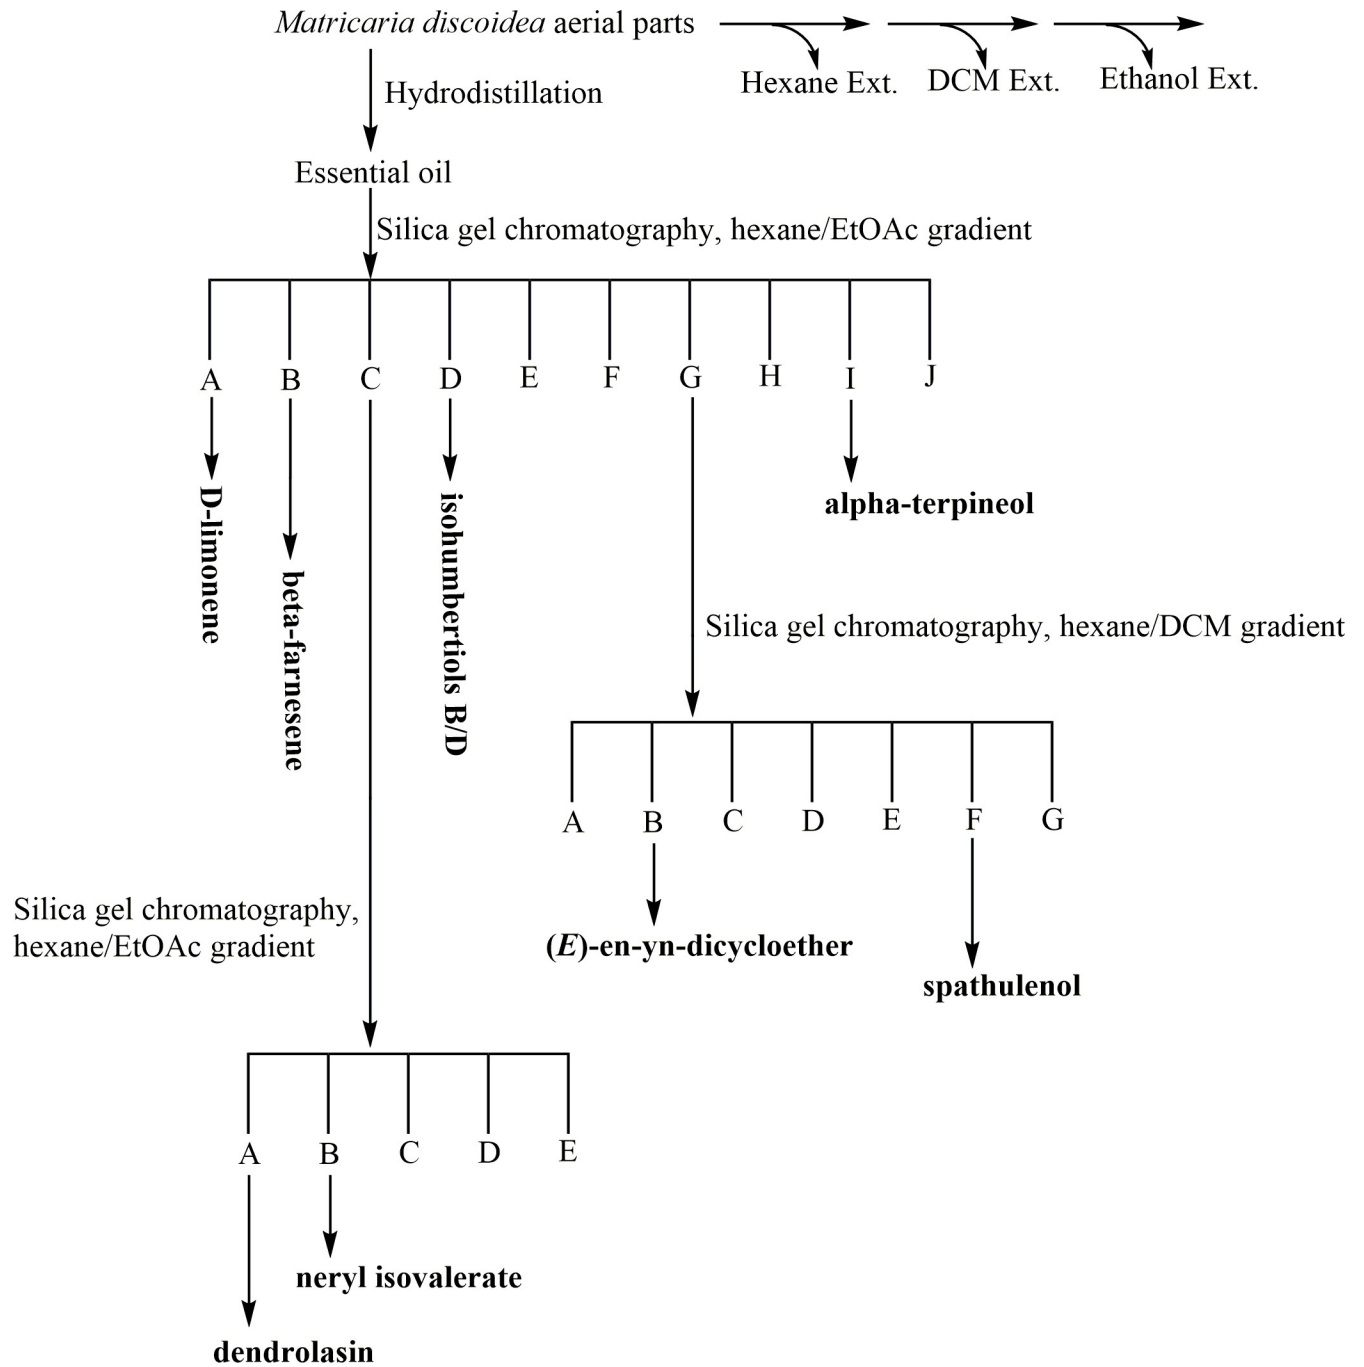 Matricaria discoidea aerial parts
Hexane Ext.
DCM Ext.
Ethanol Ext.
Hydrodistillation
Essential oil
Silica gel chromatography, hexane/EtOAc gradient
A B C D E F G H I J
D-limonene
beta-farnesene
isohumbertiols B/D
alpha-terpineol
Silica gel chromatography, hexane/DCM gradient
A B C D E F G
(E)-en-yn-dicycloether
spathulenol
Silica gel chromatography,
hexane/EtOAc gradient
A B C D E
neryl isovalerate
dendrolasin